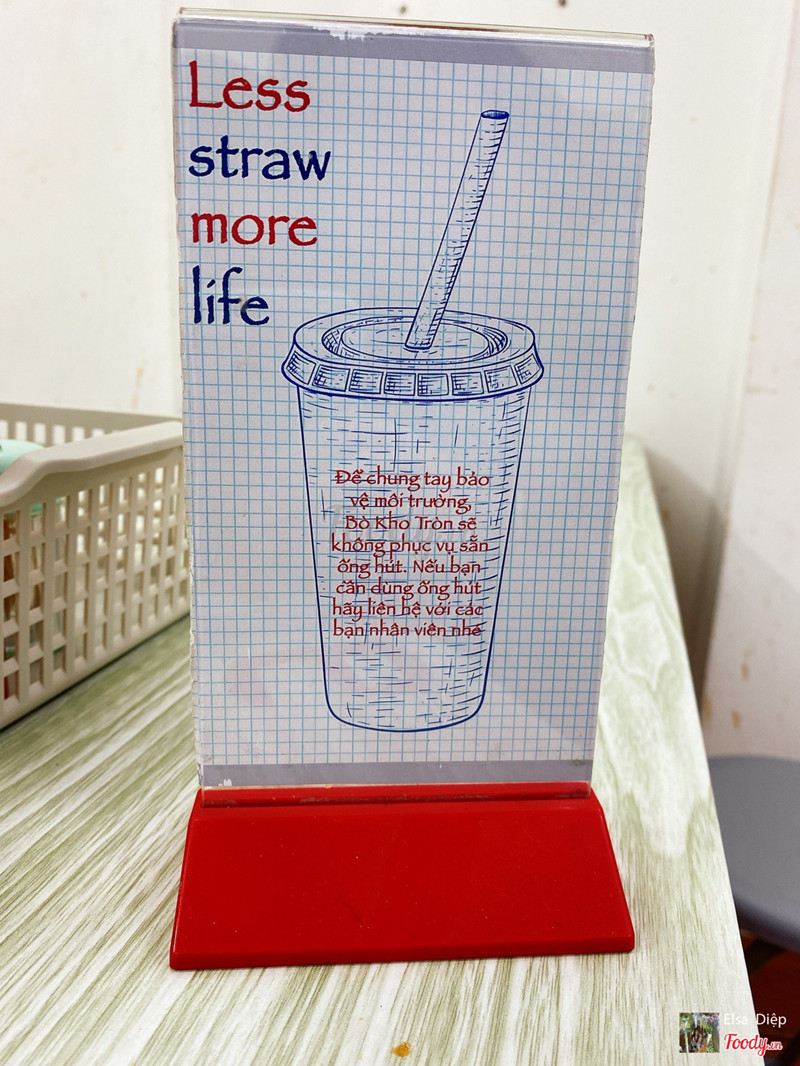 Less
straw
more
life
Để chung tay bảo
vệ môi trường,
Bò Kho Tròn sẽ
không phục vụ sẵn
ống hút. Nếu bạn
cần dùng ống hút
hãy liên hệ với các
bạn nhân viên nhé
Elsa Diệp
Foody.vn